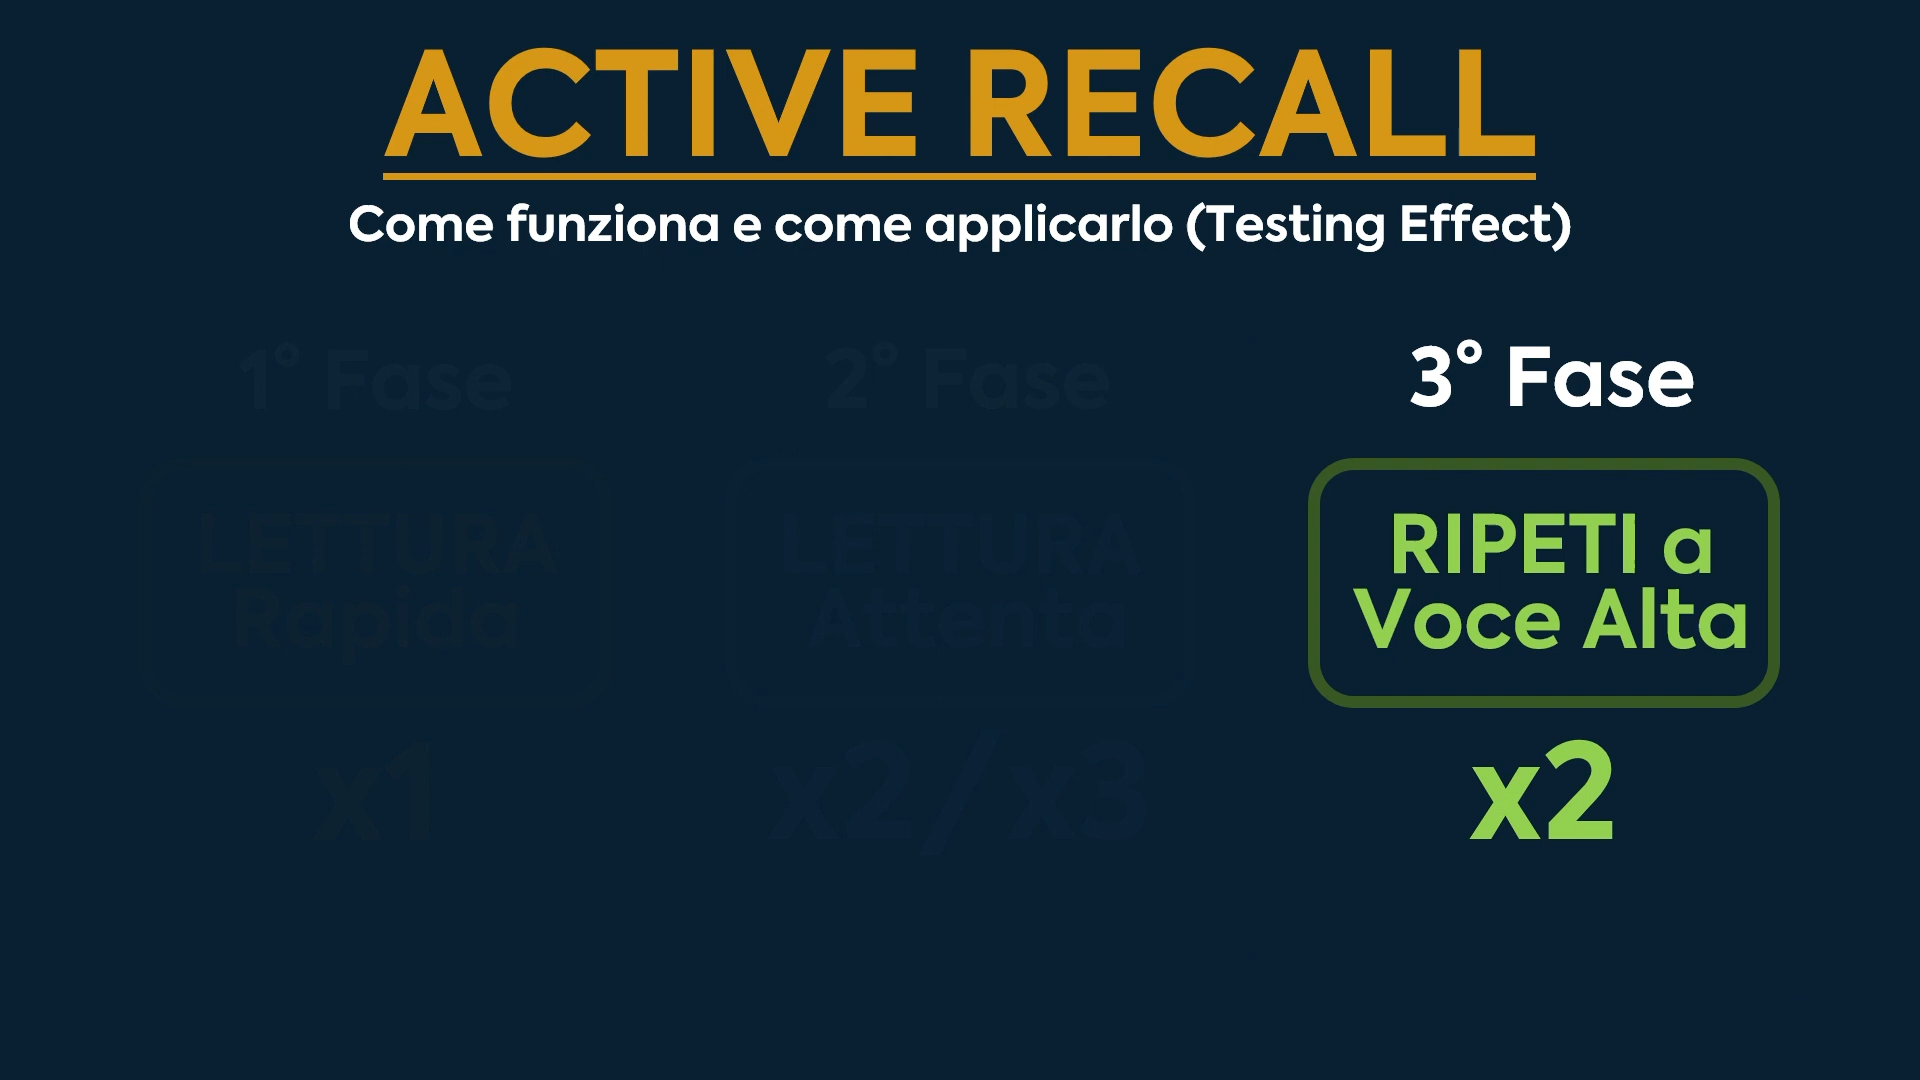 ACTIVE RECALL
Come funziona e come applicarlo (Testing Effect)
1° Fase
LETTURA
Rapida
x1
2° Fase
LETTURA
Attenta
x2/x3
3° Fase
RIPETI a
Voce Alta
x2